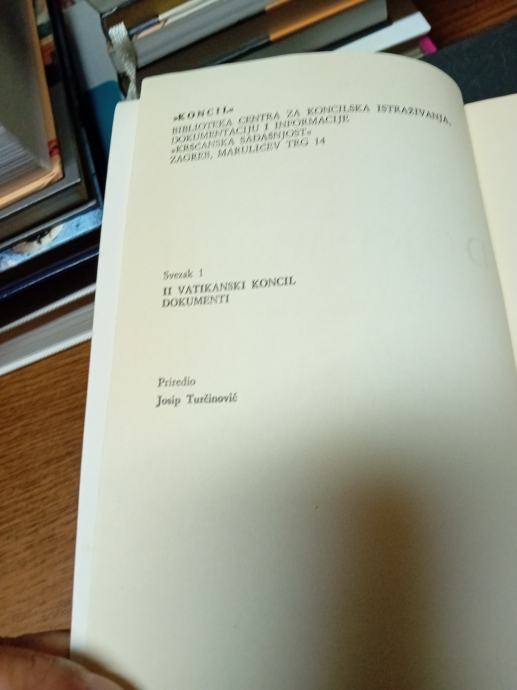 »KONCIL«
BIBLIOTEKA CENTRA ZA KONCILSKA ISTRAŽIVANJA,
DOKUMENTACIJU I INFORMACIJE
»KRŠĆANSKA SADAŠNJOST«
ZAGREB, MARULIĆEV TRG 14
Svezak 1
II VATIKANSKI KONCIL
DOKUMENTI
Priredio
Josip Turčinović